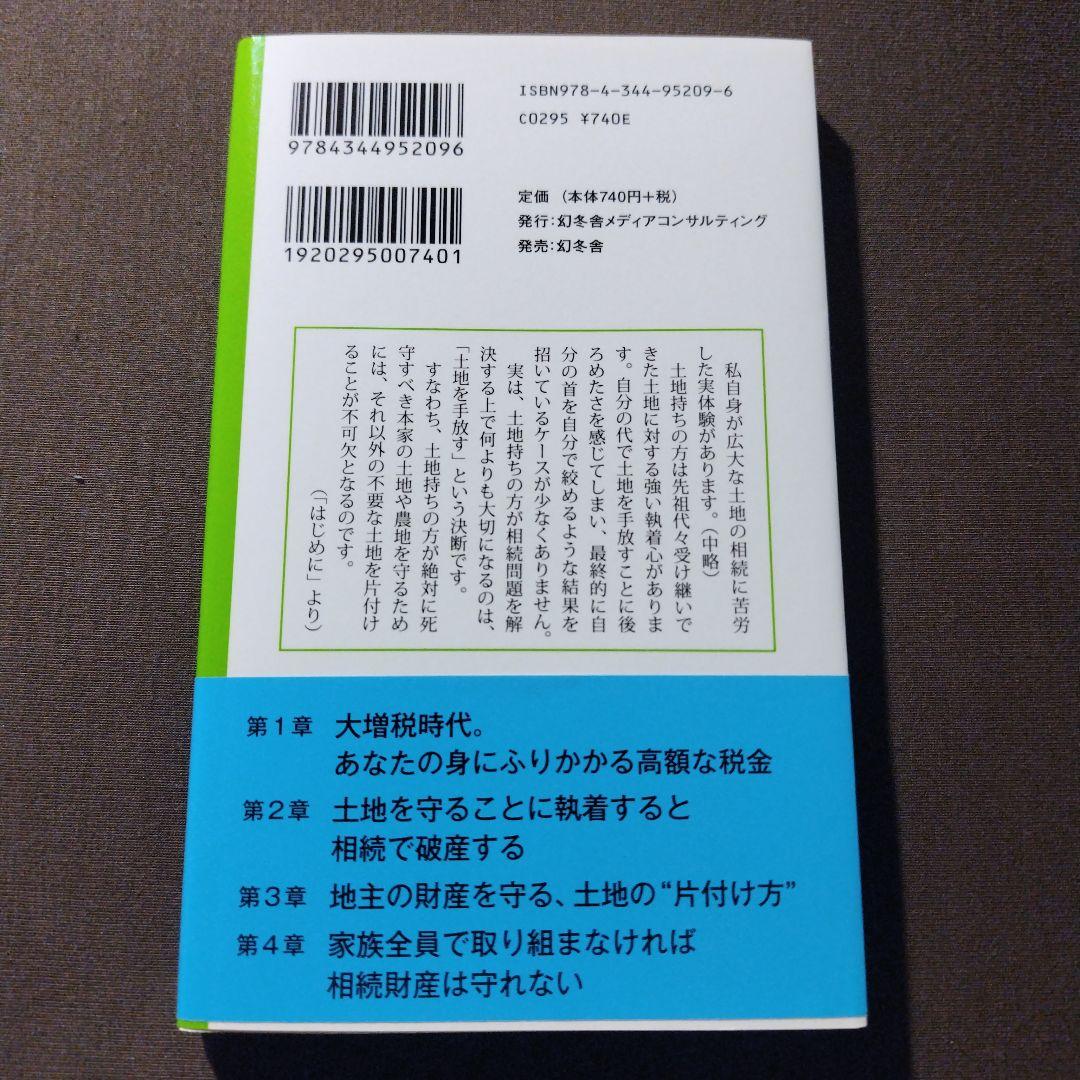 ISBN978-4-344-95209-6
C0295 ¥740E
9784344952096
定価 (本体740円+税)
発行:幻冬舎メディアコンサルティング
発売:幻冬舎
1920295007401
私自身が広大な土地の相続に苦労
した実体験があります。(中略)
土地持ちの方は先祖代々受け継いで
きた土地に対する強い執着心がありま
す。自分の代で土地を手放すことに後
ろめたさを感じてしまい、最終的に自
分の首を自分で絞めるような結果を
招いているケースが少なくありません。
実は、土地持ちの方が相続問題を解
決する上で何よりも大切になるのは、
「土地を手放す」という決断です。
すなわち、土地持ちの方が絶対に死
守すべき本家の土地や農地を守るため
には、それ以外の不要な土地を片付け
ることが不可欠となるのです。
(「はじめに」より)
第1章 大増税時代。
あなたの身にふりかかる高額な税金
第2章 土地を守ることに執着すると
相続で破産する
第3章 地主の財産を守る、土地の“片付け方”
第4章 家族全員で取り組まなければ
相続財産は守れない